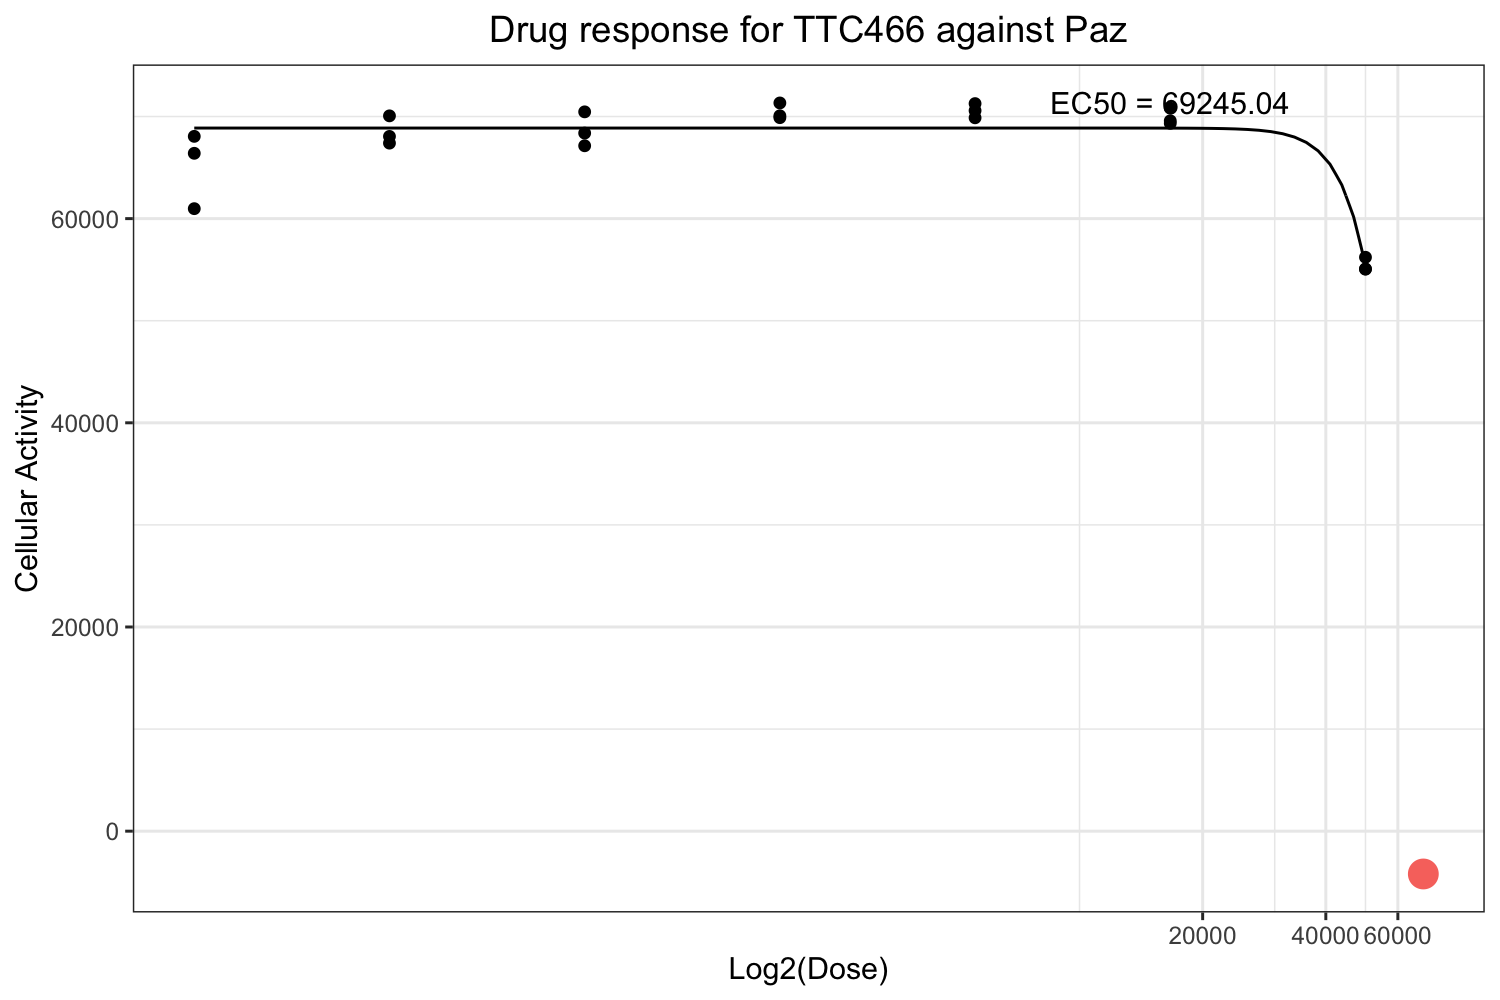 Drug response for TTC466 against Paz
EC50 = 69245.04
60000
40000
20000
0
Cellular Activity
20000 40000 60000
Log2(Dose)